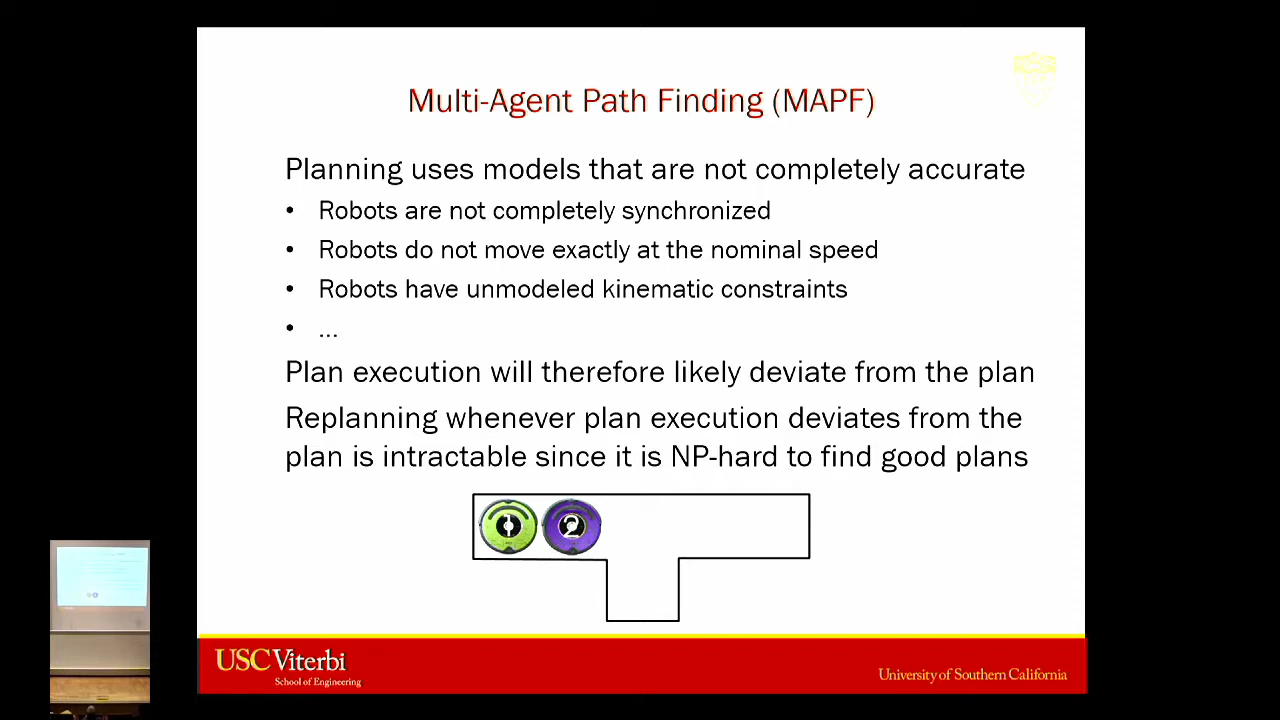 Multi-Agent Path Finding (MAPF)
Planning uses models that are not completely accurate
• Robots are not completely synchronized
• Robots do not move exactly at the nominal speed
• Robots have unmodeled kinematic constraints
• ...
Plan execution will therefore likely deviate from the plan
Replanning whenever plan execution deviates from the
plan is intractable since it is NP-hard to find good plans
1 2
USC Viterbi
School of Engineering
University of Southern California